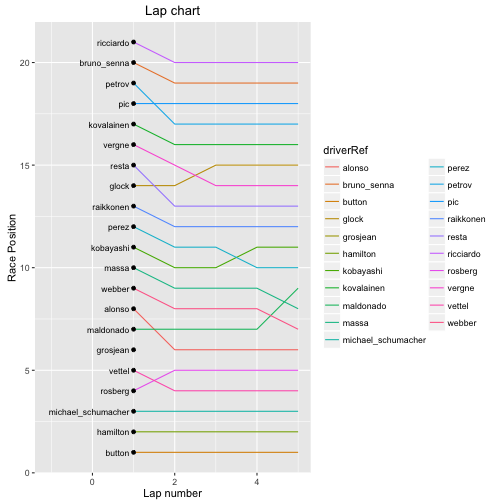 Lap chart
Race Position
20
15
10
5
0
ricciardo
bruno_senna
petrov
pic
kovalainen
vergne
resta
glock
raikkonen
perez
kobayashi
massa
webber
alonso
maldonado
grosjean
vettel
rosberg
michael_schumacher
hamilton
button
0 2 4
Lap number
driverRef
alonso
bruno_senna
button
glock
grosjean
hamilton
kobayashi
kovalainen
maldonado
massa
michael_schumacher
perez
petrov
pic
raikkonen
resta
ricciardo
rosberg
vergne
vettel
webber